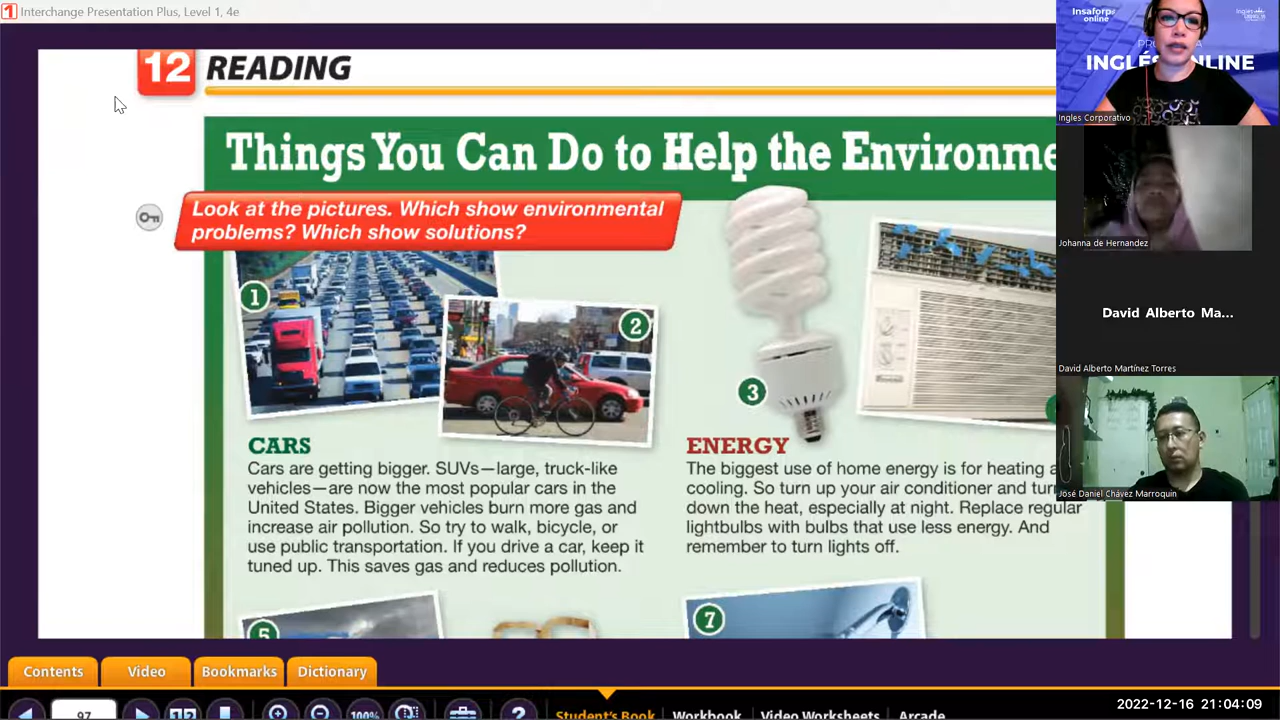 Interchange Presentation Plus, Level 1, 4e
12 READING
Things You Can Do to Help the Environme
Look at the pictures. Which show environmental
problems? Which show solutions?
1
2
3
CARS
Cars are getting bigger. SUVs—large, truck-like
vehicles—are now the most popular cars in the
United States. Bigger vehicles burn more gas and
increase air pollution. So try to walk, bicycle, or
use public transportation. If you drive a car, keep it
tuned up. This saves gas and reduces pollution.
ENERGY
The biggest use of home energy is for heating a
cooling. So turn up your air conditioner and tur
down the heat, especially at night. Replace regular
lightbulbs with bulbs that use less energy. And
remember to turn lights off.
5
7
Insaforp
online
INGLÉS ONLINE
Ingles Corporativo
Johanna de Hernandez
David Alberto Ma...
David Alberto Martínez Torres
José Daniel Chávez Marroquin
Contents
Video
Bookmarks
Dictionary
97
100%
?
Student's Book
Workbook
Video Worksheets
Arcade
2022-12-16 21:04:09